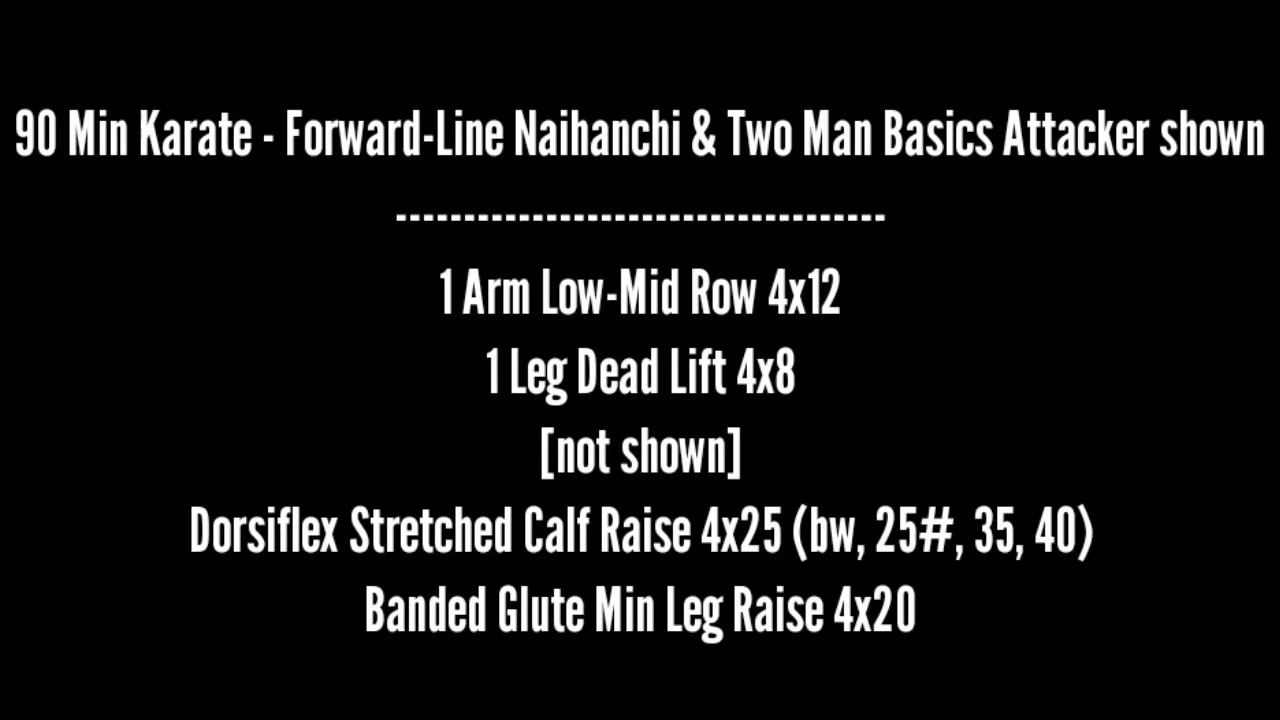 90 Min Karate - Forward-Line Naihanchi & Two Man Basics Attacker shown
------------------------------------
1 Arm Low-Mid Row 4x12
1 Leg Dead Lift 4x8
[not shown]
Dorsiflex Stretched Calf Raise 4x25 (bw, 25#, 35, 40)
Banded Glute Min Leg Raise 4x20